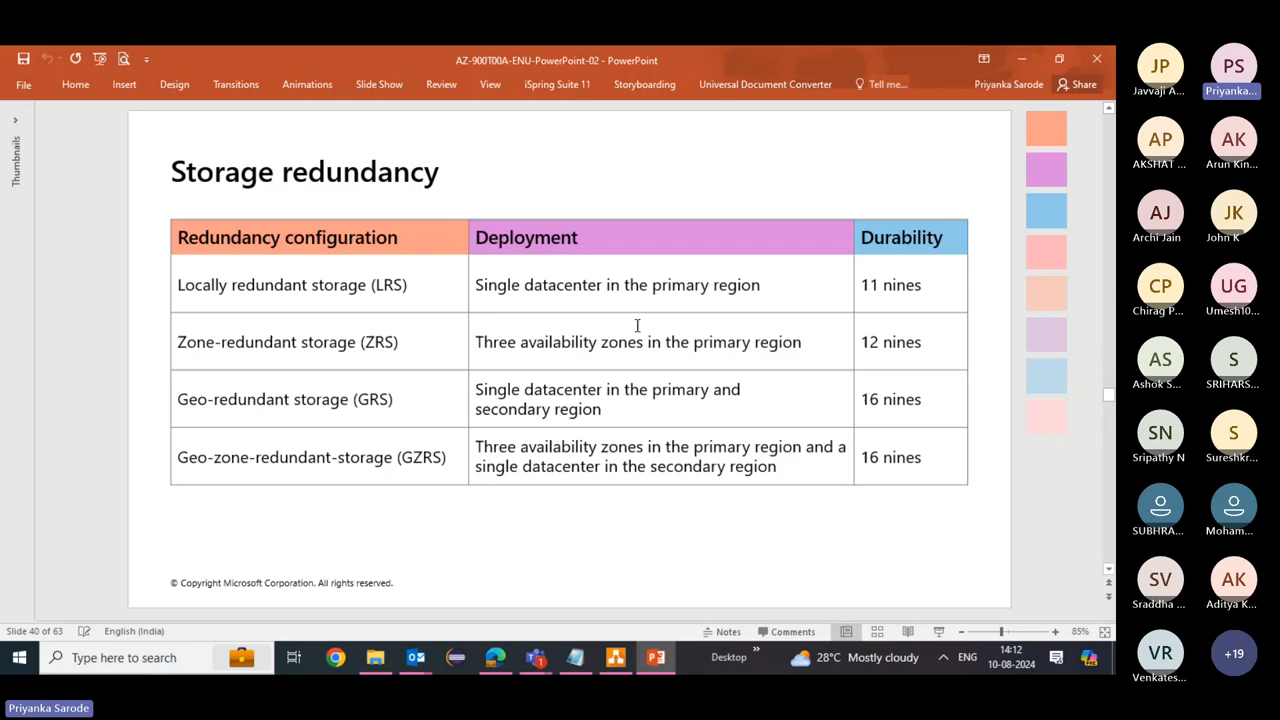 AZ-900T00A-ENU-PowerPoint-02 - PowerPoint
File Home Insert Design Transitions Animations Slide Show Review View iSpring Suite 11 Storyboarding Universal Document Converter Tell me... Priyanka Sarode Share
Thumbnails
Storage redundancy
Redundancy configuration Deployment Durability
Locally redundant storage (LRS) Single datacenter in the primary region 11 nines
Zone-redundant storage (ZRS) Three availability zones in the primary region 12 nines
Geo-redundant storage (GRS) Single datacenter in the primary and
secondary region 16 nines
Geo-zone-redundant-storage (GZRS) Three availability zones in the primary region and a
single datacenter in the secondary region 16 nines
© Copyright Microsoft Corporation. All rights reserved.
Slide 40 of 63 English (India) Notes Comments 85%
Type here to search Desktop 28°C Mostly cloudy ENG 14:12
10-08-2024
Priyanka Sarode
JP PS
Javvaji A... Priyanka...
AP AK
AKSHAT ... Arun Kin...
AJ JK
Archi Jain John K
CP UG
Chirag P... Umesh10...
AS S
Ashok S... SRIHARS...
SN S
Sripathy N Sureshkr...
SUBHRA... Moham...
SV AK
Sraddha ... Aditya K...
VR +19
Venkates...